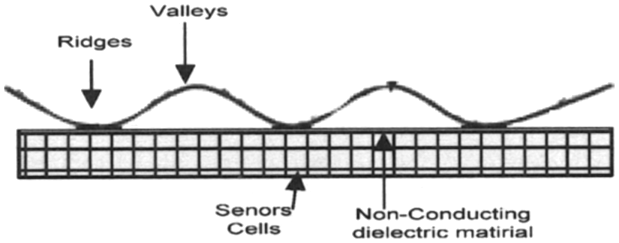 Valleys
Ridges
Senors
Cells
Non-Conducting
dielectric matirial